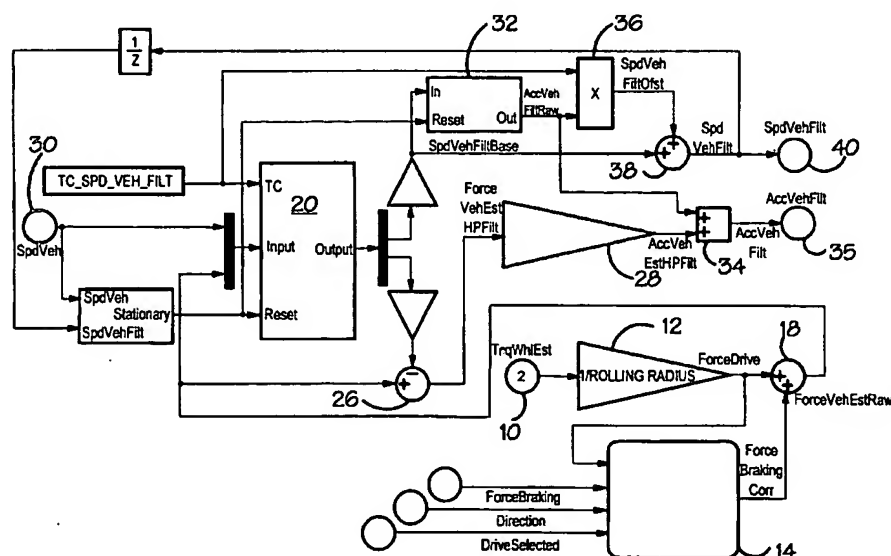 1
Z
32
36
In
Reset
Out
AccVeh
FiltRaw
X
SpdVeh
FiltOfst
30
SpdVehFiltBase
Spd
VehFilt
38
SpdVehFilt
40
TC_SPD_VEH_FILT
SpdVeh
TC
20
Input
Output
Reset
Force
VehEst
HPFilt
28
AccVeh
EstHPFilt
34
AccVeh
Filt
AccVehFilt
35
SpdVeh
Stationary
SpdVehFilt
26
TrqWhlEst
2
10
12
1/ROLLING RADIUS
ForceDrive
18
ForceVehEstRaw
Force
Braking
Corr
ForceBraking
Direction
DriveSelected
14